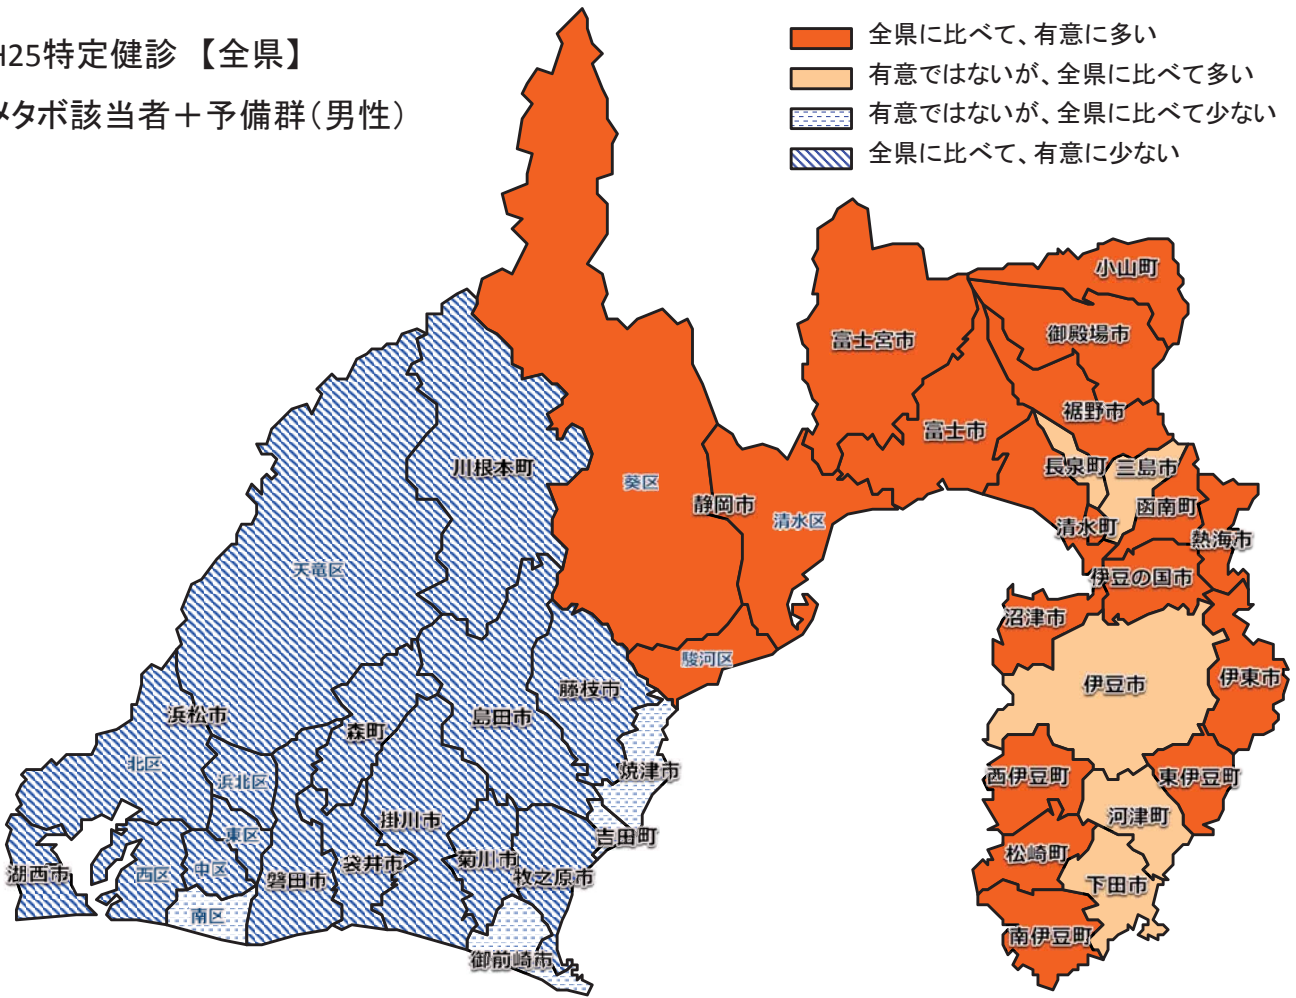 H25特定健診 【全県】
メタボ該当者＋予備群（男性）
全県に比べて、有意に多い
有意ではないが、全県に比べて多い
有意ではないが、全県に比べて少ない
全県に比べて、有意に少ない
小山町
御殿場市
富士宮市
裾野市
富士市
長泉町
三島市
川根本町
葵区
静岡市
清水区
函南町
清水町
熱海市
天竜区
伊豆の国市
沼津市
駿河区
伊東市
伊豆市
藤枝市
浜松市
島田市
森町
北区
浜北区
焼津市
西伊豆町
東伊豆町
河津町
掛川市
東区
吉田町
松崎町
湖西市
西区
中区
磐田市
袋井市
菊川市
牧之原市
下田市
南区
南伊豆町
御前崎市